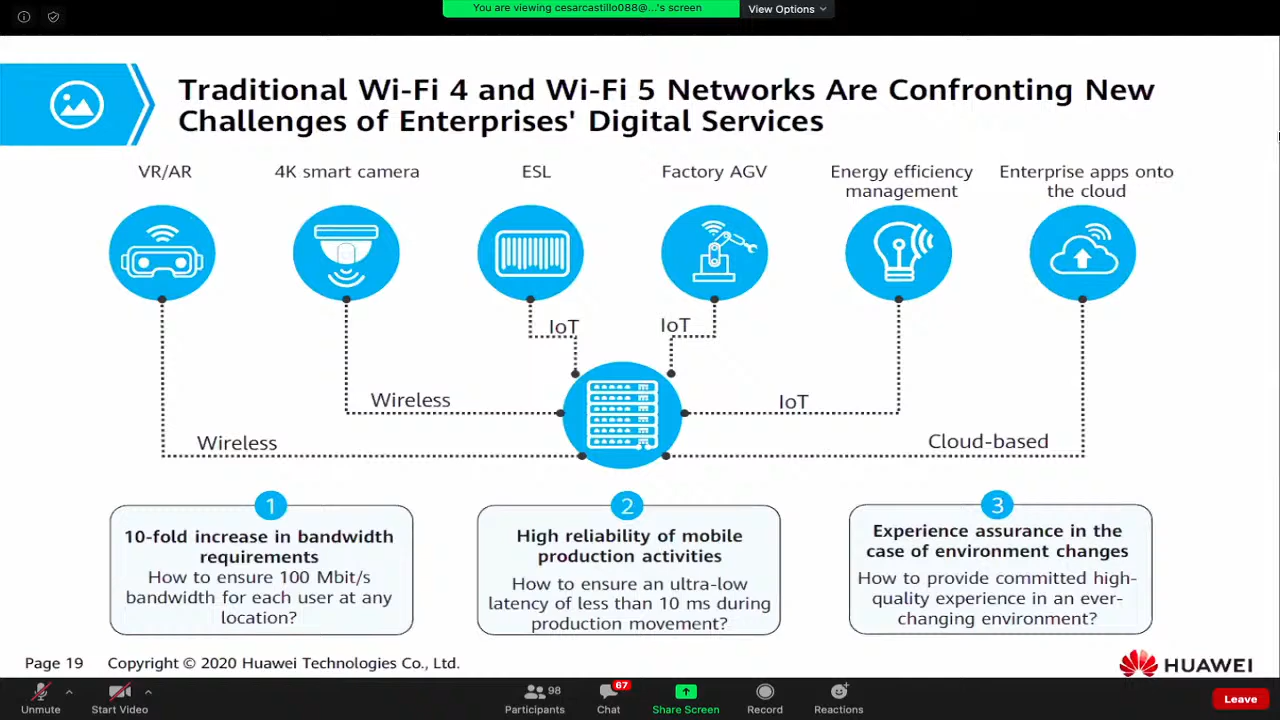 You are viewing cesarcastillo088@...'s screen
View Options
Traditional Wi-Fi 4 and Wi-Fi 5 Networks Are Confronting New
Challenges of Enterprises' Digital Services
VR/AR
4K smart camera
ESL
Factory AGV
Energy efficiency
management
Enterprise apps onto
the cloud
IoT
IoT
Wireless
IoT
Wireless
Cloud-based
1
10-fold increase in bandwidth
requirements
How to ensure 100 Mbit/s
bandwidth for each user at any
location?
2
High reliability of mobile
production activities
How to ensure an ultra-low
latency of less than 10 ms during
production movement?
3
Experience assurance in the
case of environment changes
How to provide committed high-
quality experience in an ever-
changing environment?
Page 19
Copyright © 2020 Huawei Technologies Co., Ltd.
HUAWEI
Unmute
Start Video
98
Participants
67
Chat
Share Screen
Record
Reactions
Leave